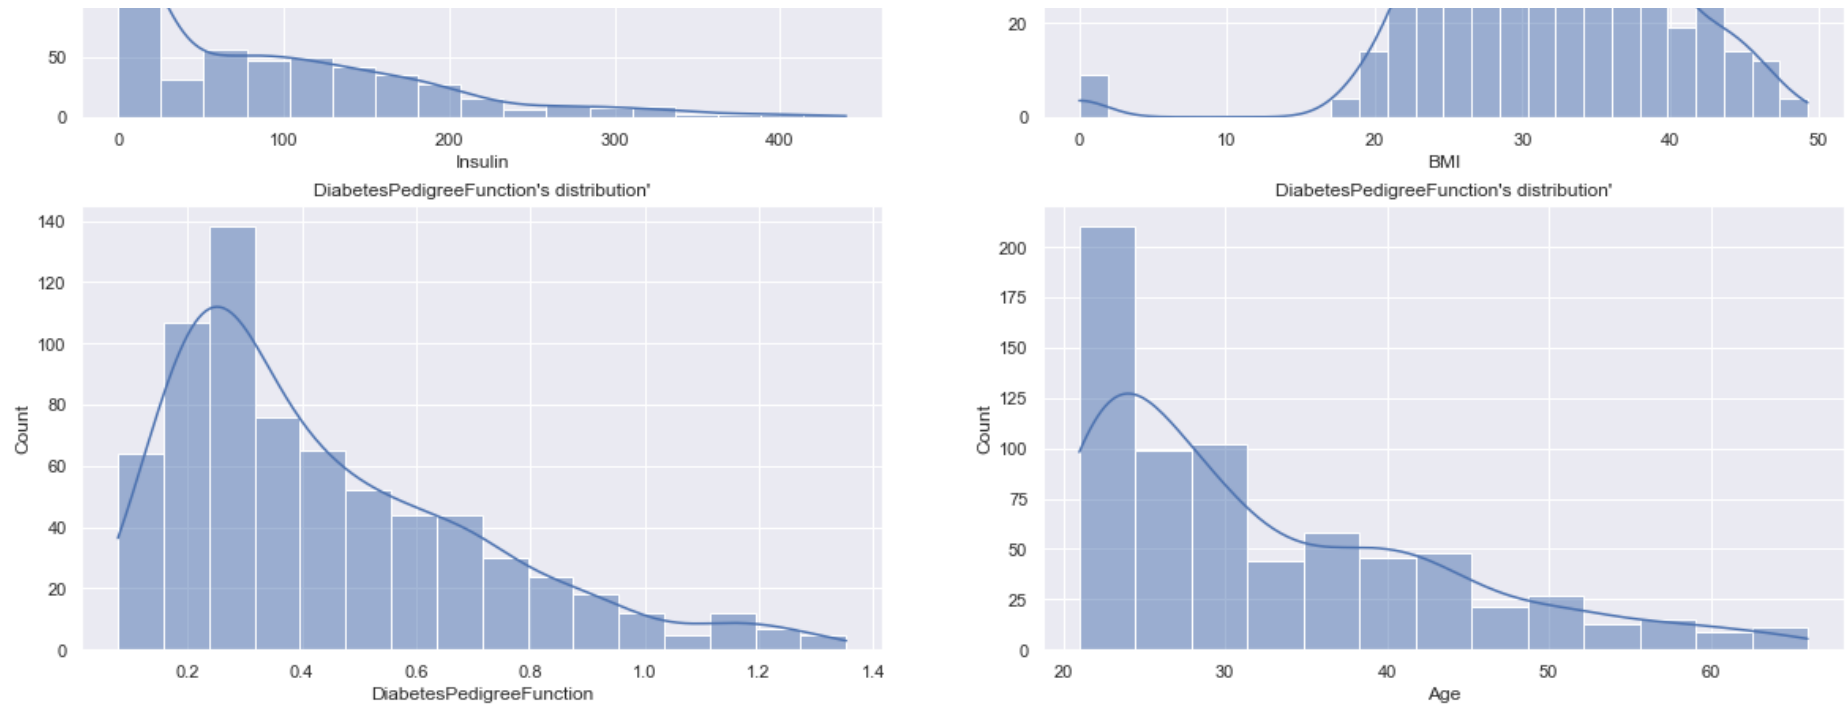 50
0
0 100 200 300 400
Insulin
20
0
0 10 20 30 40 50
BMI
DiabetesPedigreeFunction's distribution'
140
120
100
80
60
40
20
0
Count
0.2 0.4 0.6 0.8 1.0 1.2 1.4
DiabetesPedigreeFunction
DiabetesPedigreeFunction's distribution'
200
175
150
125
100
75
50
25
0
Count
20 30 40 50 60
Age